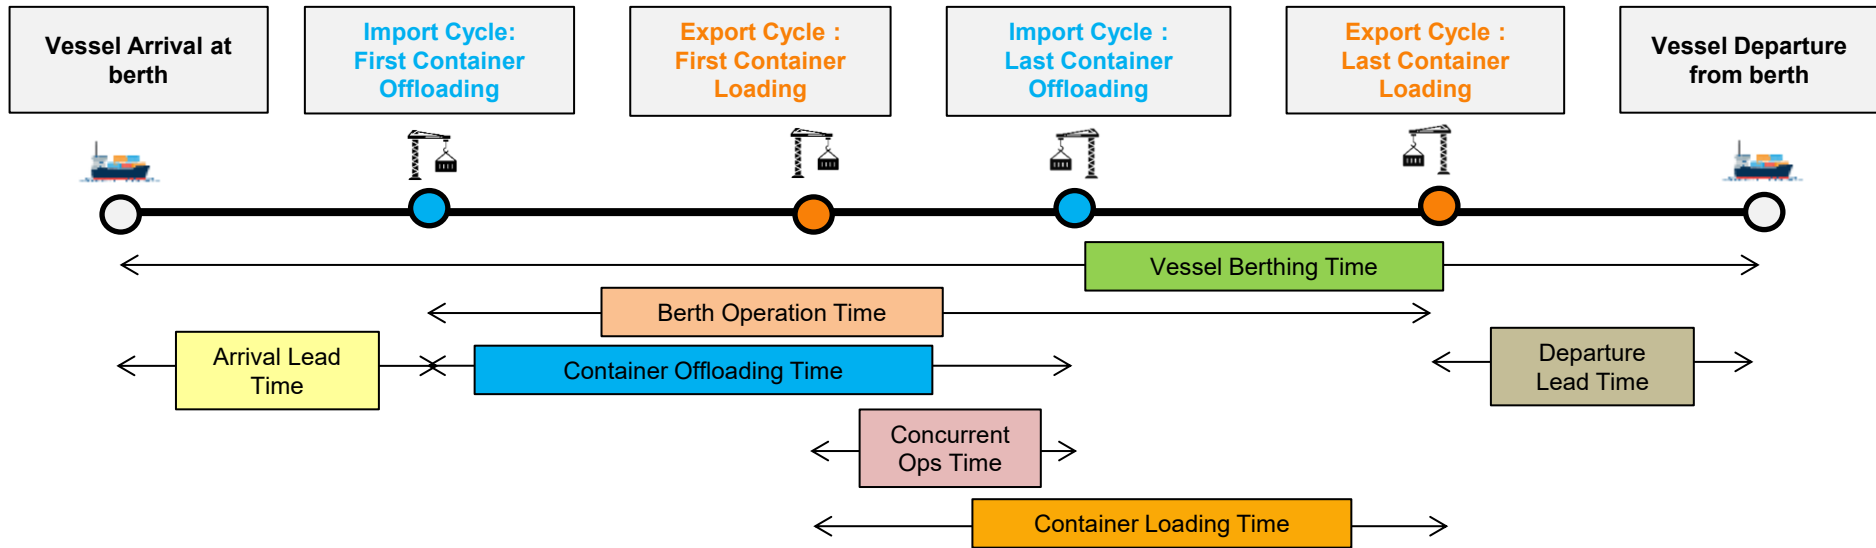 Vessel Arrival at
berth
Import Cycle:
First Container
Offloading
Export Cycle :
First Container
Loading
Import Cycle :
Last Container
Offloading
Export Cycle :
Last Container
Loading
Vessel Departure
from berth
Vessel Berthing Time
Berth Operation Time
Arrival Lead
Time
Container Offloading Time
Departure
Lead Time
Concurrent
Ops Time
Container Loading Time